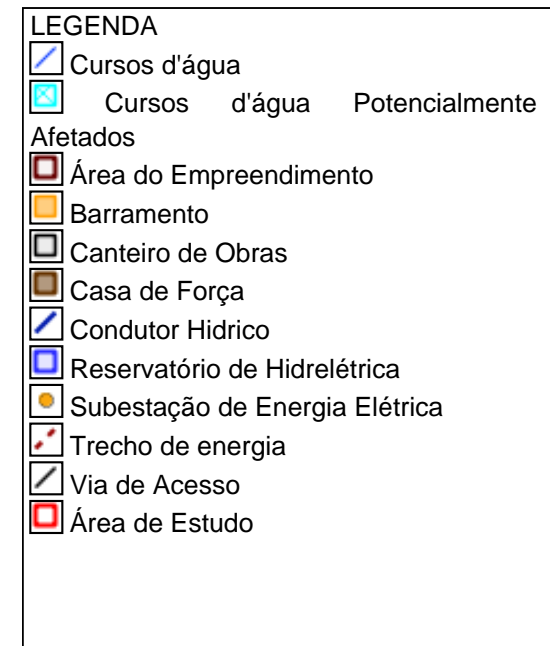 LEGENDA
Cursos d'água
Cursos d'água Potencialmente
Afetados
Área do Empreendimento
Barramento
Canteiro de Obras
Casa de Força
Condutor Hidrico
Reservatório de Hidrelétrica
Subestação de Energia Elétrica
Trecho de energia
Via de Acesso
Área de Estudo